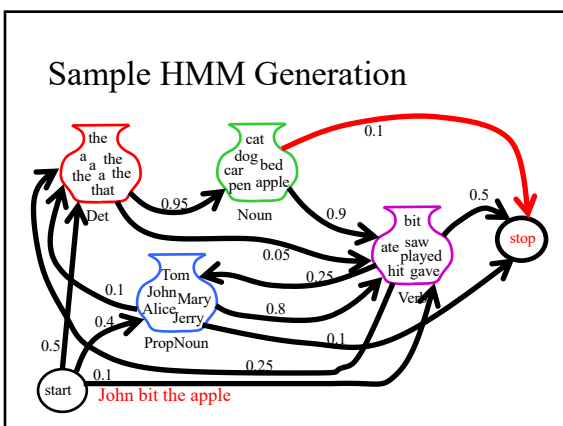 Sample HMM Generation
the
a
a the
the a the
that
Det
cat
dog
bed
car
pen apple
Noun
0.95
0.9
0.1
0.05
bit
ate saw
played
hit gave
Verb
0.5
stop
Tom
John Mary
Alice Jerry
PropNoun
0.25
0.8
0.1
0.1
0.4
0.5
0.1
0.25
start
John bit the apple